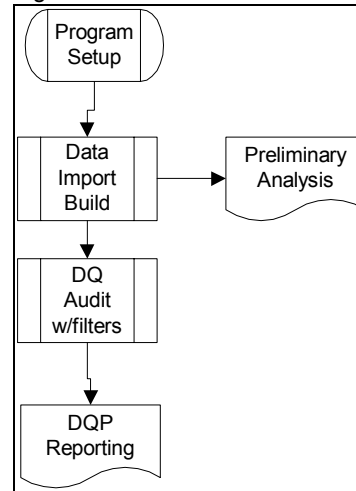 Program
Setup
Data
Import
Build
Preliminary
Analysis
DQ
Audit
w/filters
DQP
Reporting